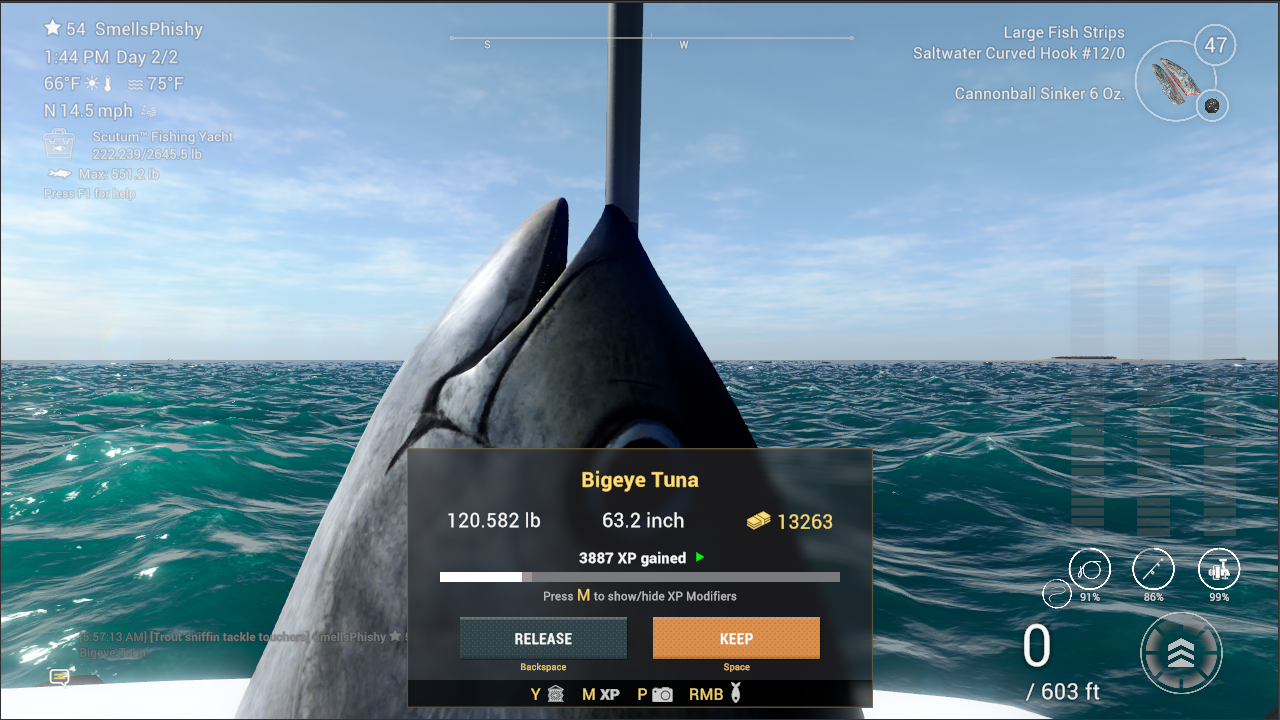 54 SmellsPhishy
1:44 PM Day 2/2
66°F 75°F
N 14.5 mph
Scutum™ Fishing Yacht
222.239/2645.5 lb
Max: 551.2 lb
Press F1 for help
S W
Large Fish Strips
Saltwater Curved Hook #12/0
47
Cannonball Sinker 6 Oz.
Bigeye Tuna
120.582 lb 63.2 inch 13263
3887 XP gained
Press M to show/hide XP Modifiers
RELEASE KEEP
Backspace Space
Y M XP P RMB
[5:57:13 AM] [Trout sniffin tackle touchers] SmellsPhishy
Bigeye Tuna
91% 86% 99%
0
/ 603 ft